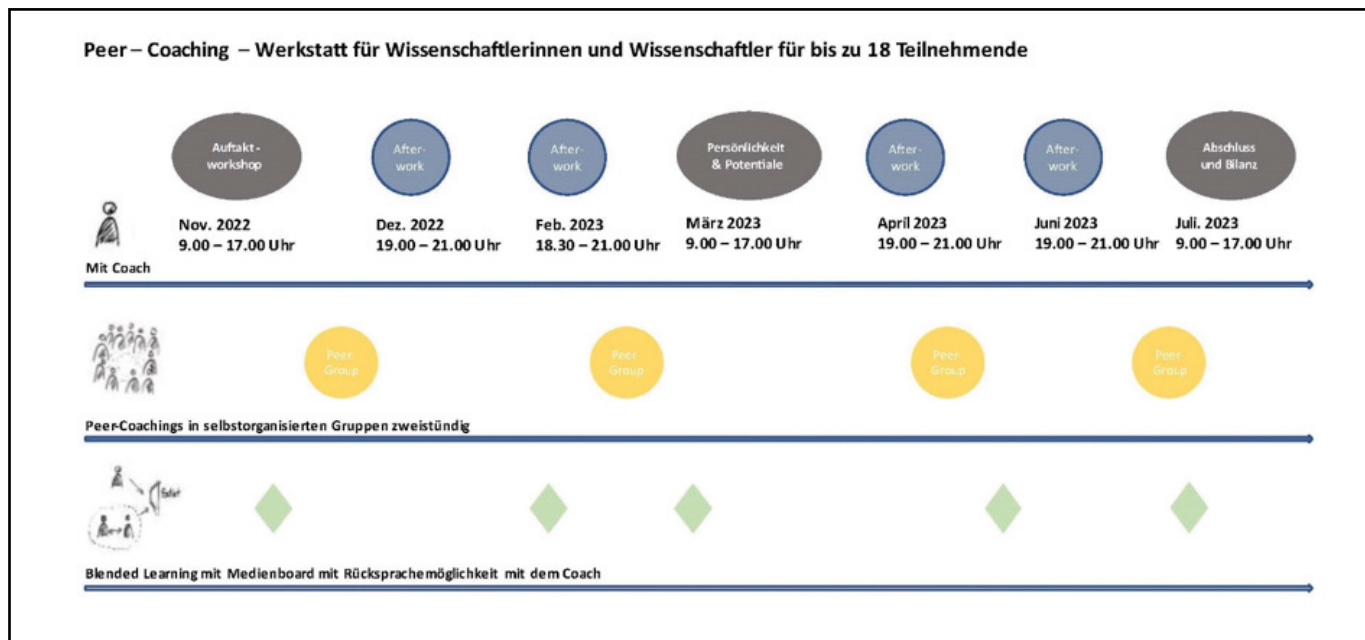 Peer – Coaching – Werkstatt für Wissenschaftlerinnen und Wissenschaftler für bis zu 18 Teilnehmende
Auftakt-
workshop
After-
work
After-
work
Persönlichkeit
& Potentiale
After-
work
After-
work
Abschluss
und Bilanz
Nov. 2022
9.00 – 17.00 Uhr
Dez. 2022
19.00 – 21.00 Uhr
Feb. 2023
18.30 – 21.00 Uhr
März 2023
9.00 – 17.00 Uhr
April 2023
19.00 – 21.00 Uhr
Juni 2023
19.00 – 21.00 Uhr
Juli. 2023
9.00 – 17.00 Uhr
Mit Coach
Peer
Group
Peer
Group
Peer
Group
Peer
Group
Peer-Coachings in selbstorganisierten Gruppen zweistündig
Blended Learning mit Medienboard mit Rücksprachemöglichkeit mit dem Coach